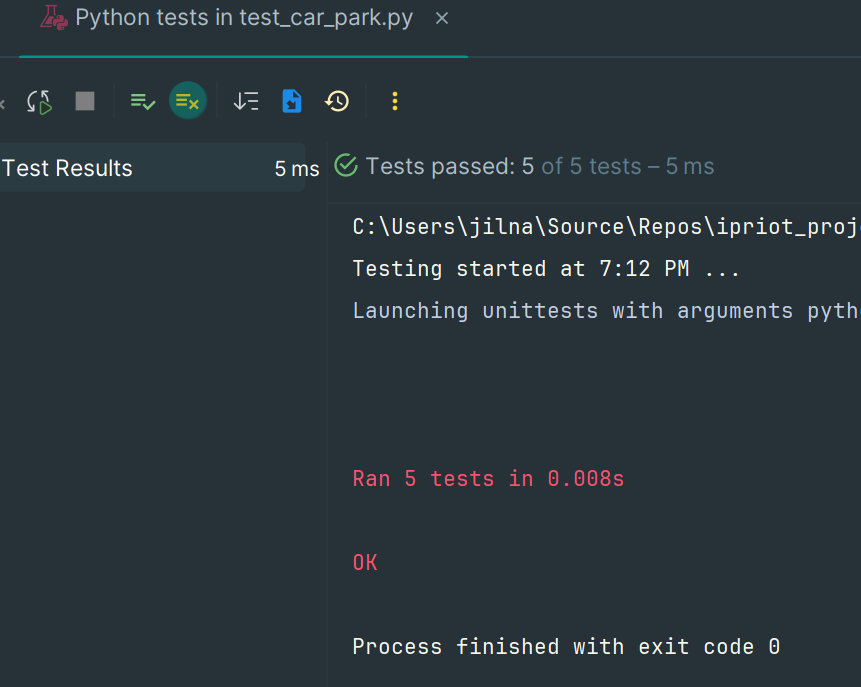 Python tests in test_car_park.py
Test Results 5 ms
Tests passed: 5 of 5 tests – 5 ms
C:\Users\jilna\Source\Repos\ipriot_proj
Testing started at 7:12 PM ...
Launching unittests with arguments pyth
Ran 5 tests in 0.008s
OK
Process finished with exit code 0